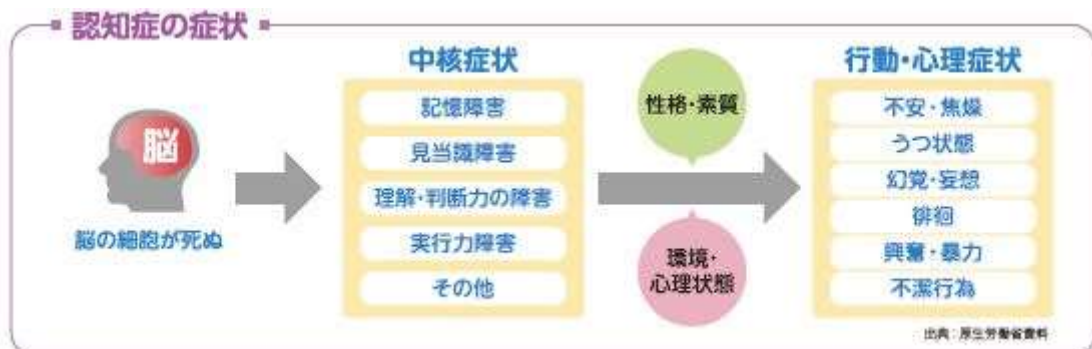 認知症の症状
脳
脳の細胞が死ぬ
中核症状
記憶障害
見当識障害
理解・判断力の障害
実行力障害
その他
性格・素質
環境・
心理状態
行動・心理症状
不安・焦燥
うつ状態
幻覚・妄想
徘徊
興奮・暴力
不潔行為
出典：厚生労働省資料